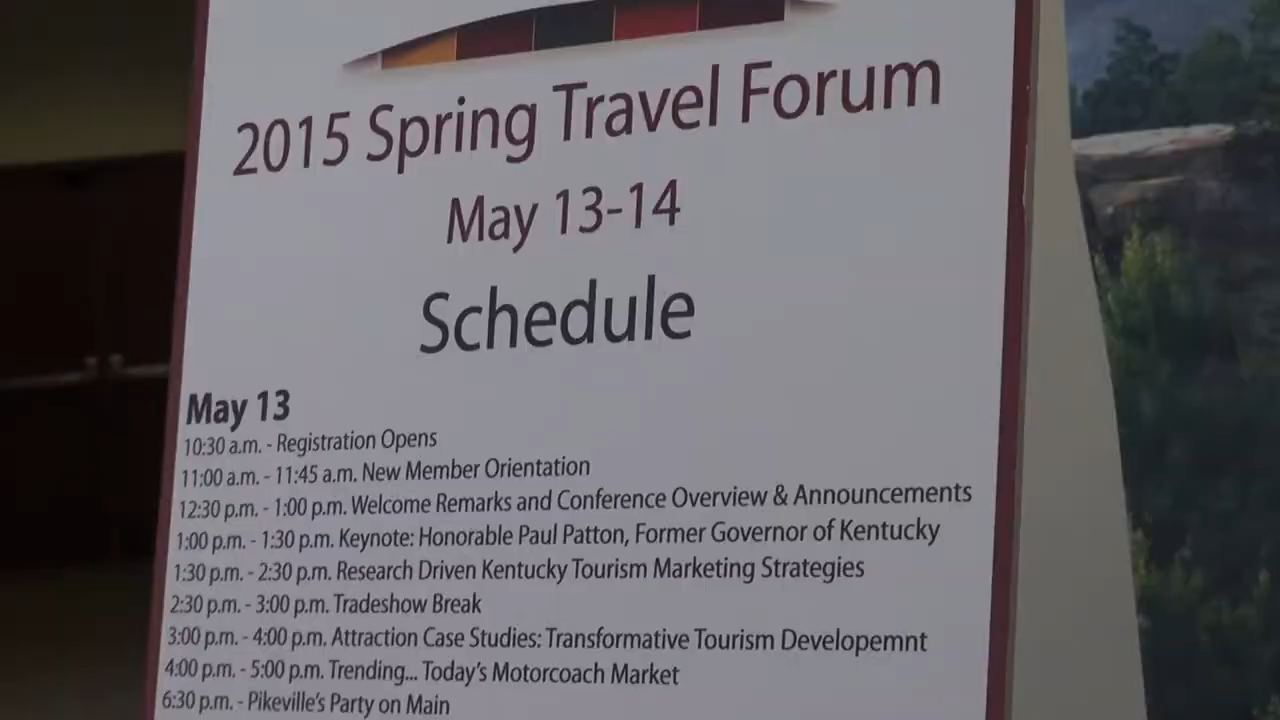 2015 Spring Travel Forum
May 13-14
Schedule
May 13
10:30 a.m. - Registration Opens
11:00 a.m. - 11:45 a.m. New Member Orientation
12:30 p.m. - 1:00 p.m. Welcome Remarks and Conference Overview & Announcements
1:00 p.m. - 1:30 p.m. Keynote: Honorable Paul Patton, Former Governor of Kentucky
1:30 p.m. - 2:30 p.m. Research Driven Kentucky Tourism Marketing Strategies
2:30 p.m. - 3:00 p.m. Tradeshow Break
3:00 p.m. - 4:00 p.m. Attraction Case Studies: Transformative Tourism Developemnt
4:00 p.m. - 5:00 p.m. Trending... Today's Motorcoach Market
6:30 p.m. - Pikeville's Party on Main